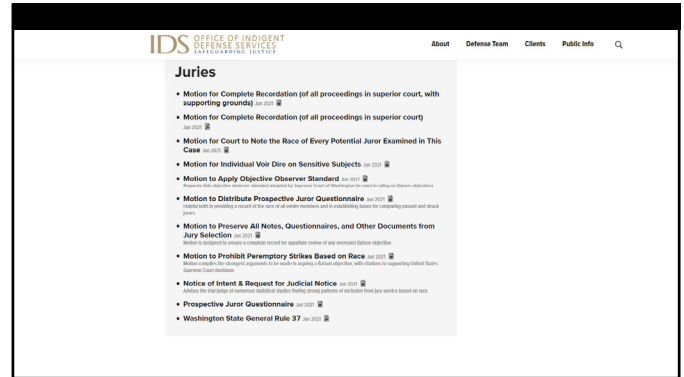 IDS OFFICE OF INDIGENT
DEFENSE SERVICES
SAFEGUARDING JUSTICE
About Defense Team Clients Public Info
Juries
• Motion for Complete Recordation (of all proceedings in superior court, with
supporting grounds) Jun 2021
• Motion for Complete Recordation (of all proceedings in superior court)
Jun 2021
• Motion for Court to Note the Race of Every Potential Juror Examined in This
Case Jun 2021
• Motion for Individual Voir Dire on Sensitive Subjects Jun 2021
• Motion to Apply Objective Observer Standard Jun 2021
Requests that objective observer standard adopted by Supreme Court of Washington be used in ruling on Batson objections
• Motion to Distribute Prospective Juror Questionnaire Jun 2021
Helpful both in providing a record of the race of all venire members and in establishing bases for comparing passed and struck
jurors
• Motion to Preserve All Notes, Questionnaires, and Other Documents from
Jury Selection Jun 2021
Motion is designed to ensure a complete record for appellate review of any overruled Batson objection
• Motion to Prohibit Peremptory Strikes Based on Race Jun 2021
Motion compiles the strongest arguments to be made in arguing a Batson objection, with citations to supporting United States
Supreme Court decisions
• Notice of Intent & Request for Judicial Notice Jun 2021
Advises the trial judge of numerous statistical studies finding strong patterns of exclusion from jury service based on race
• Prospective Juror Questionnaire Jun 2021
• Washington State General Rule 37 Jun 2021